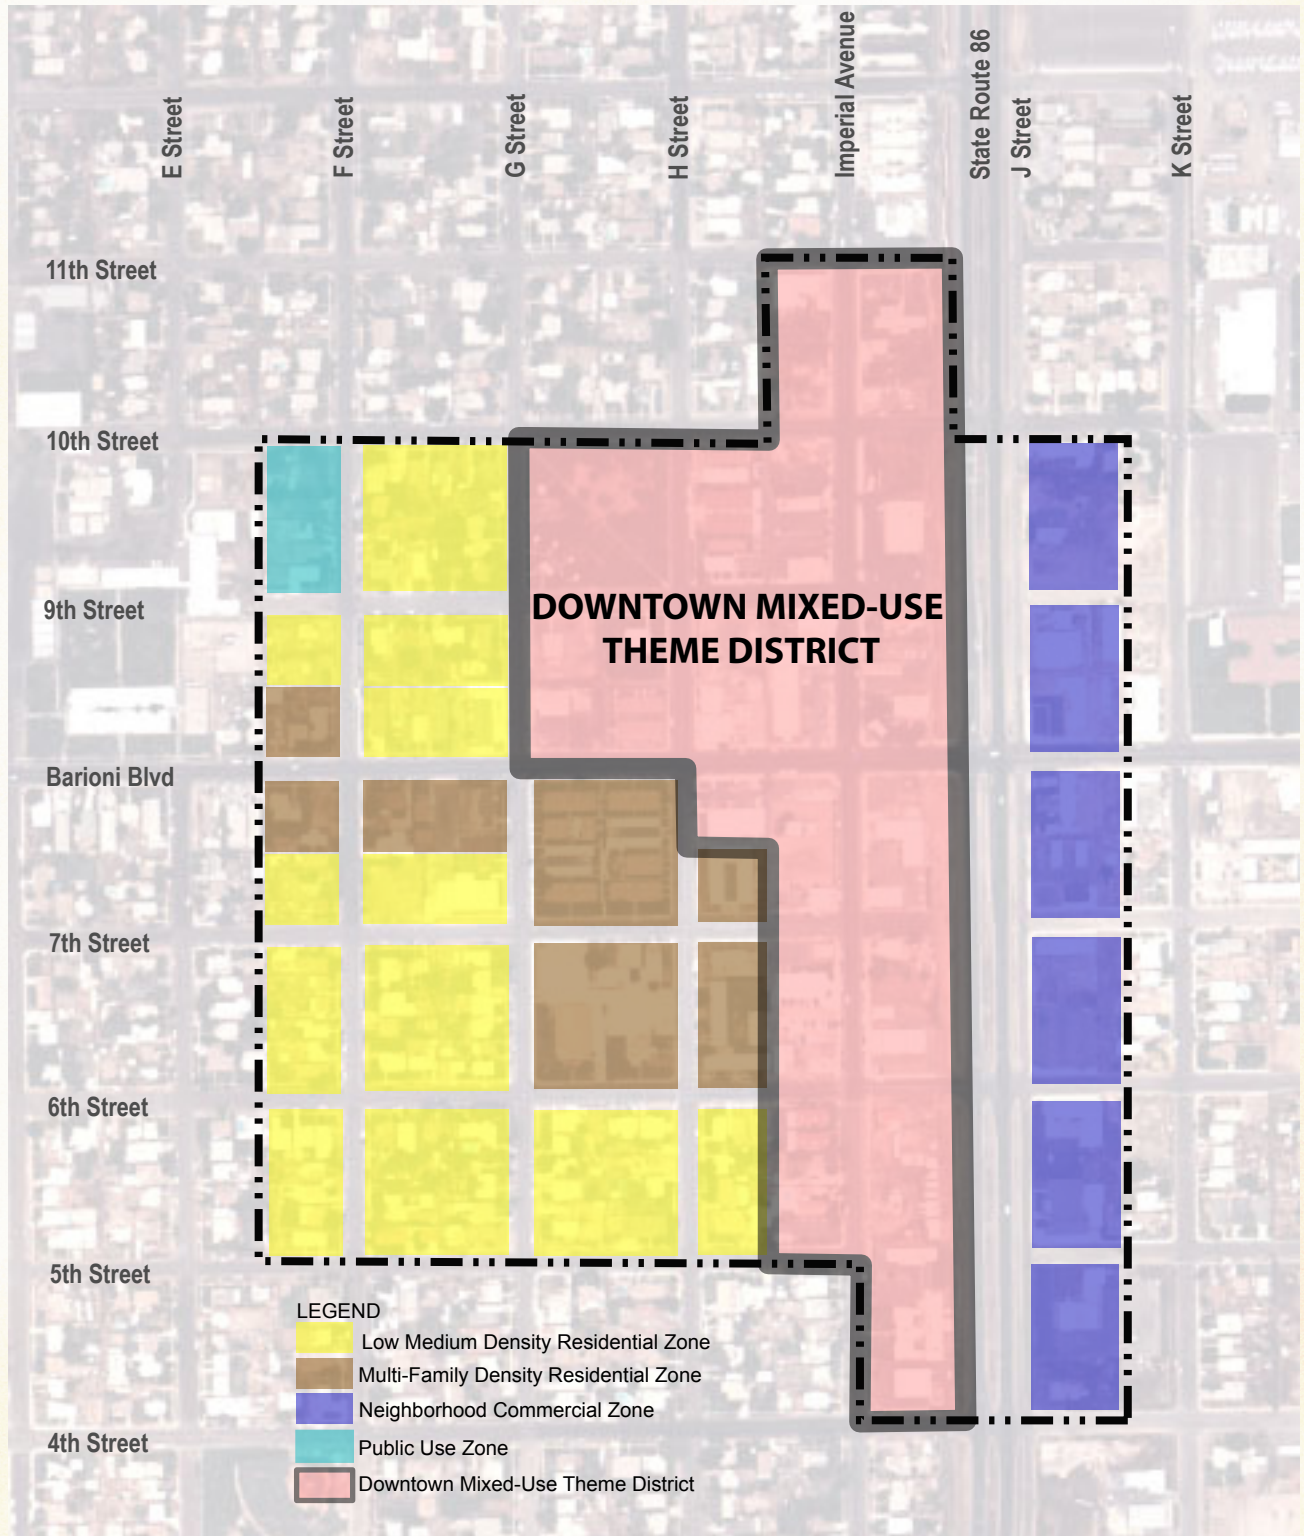 E Street
F Street
G Street
H Street
Imperial Avenue
State Route 86
J Street
K Street
11th Street
10th Street
9th Street
DOWNTOWN MIXED-USE
THEME DISTRICT
Barioni Blvd
7th Street
6th Street
5th Street
4th Street
LEGEND
Low Medium Density Residential Zone
Multi-Family Density Residential Zone
Neighborhood Commercial Zone
Public Use Zone
Downtown Mixed-Use Theme District